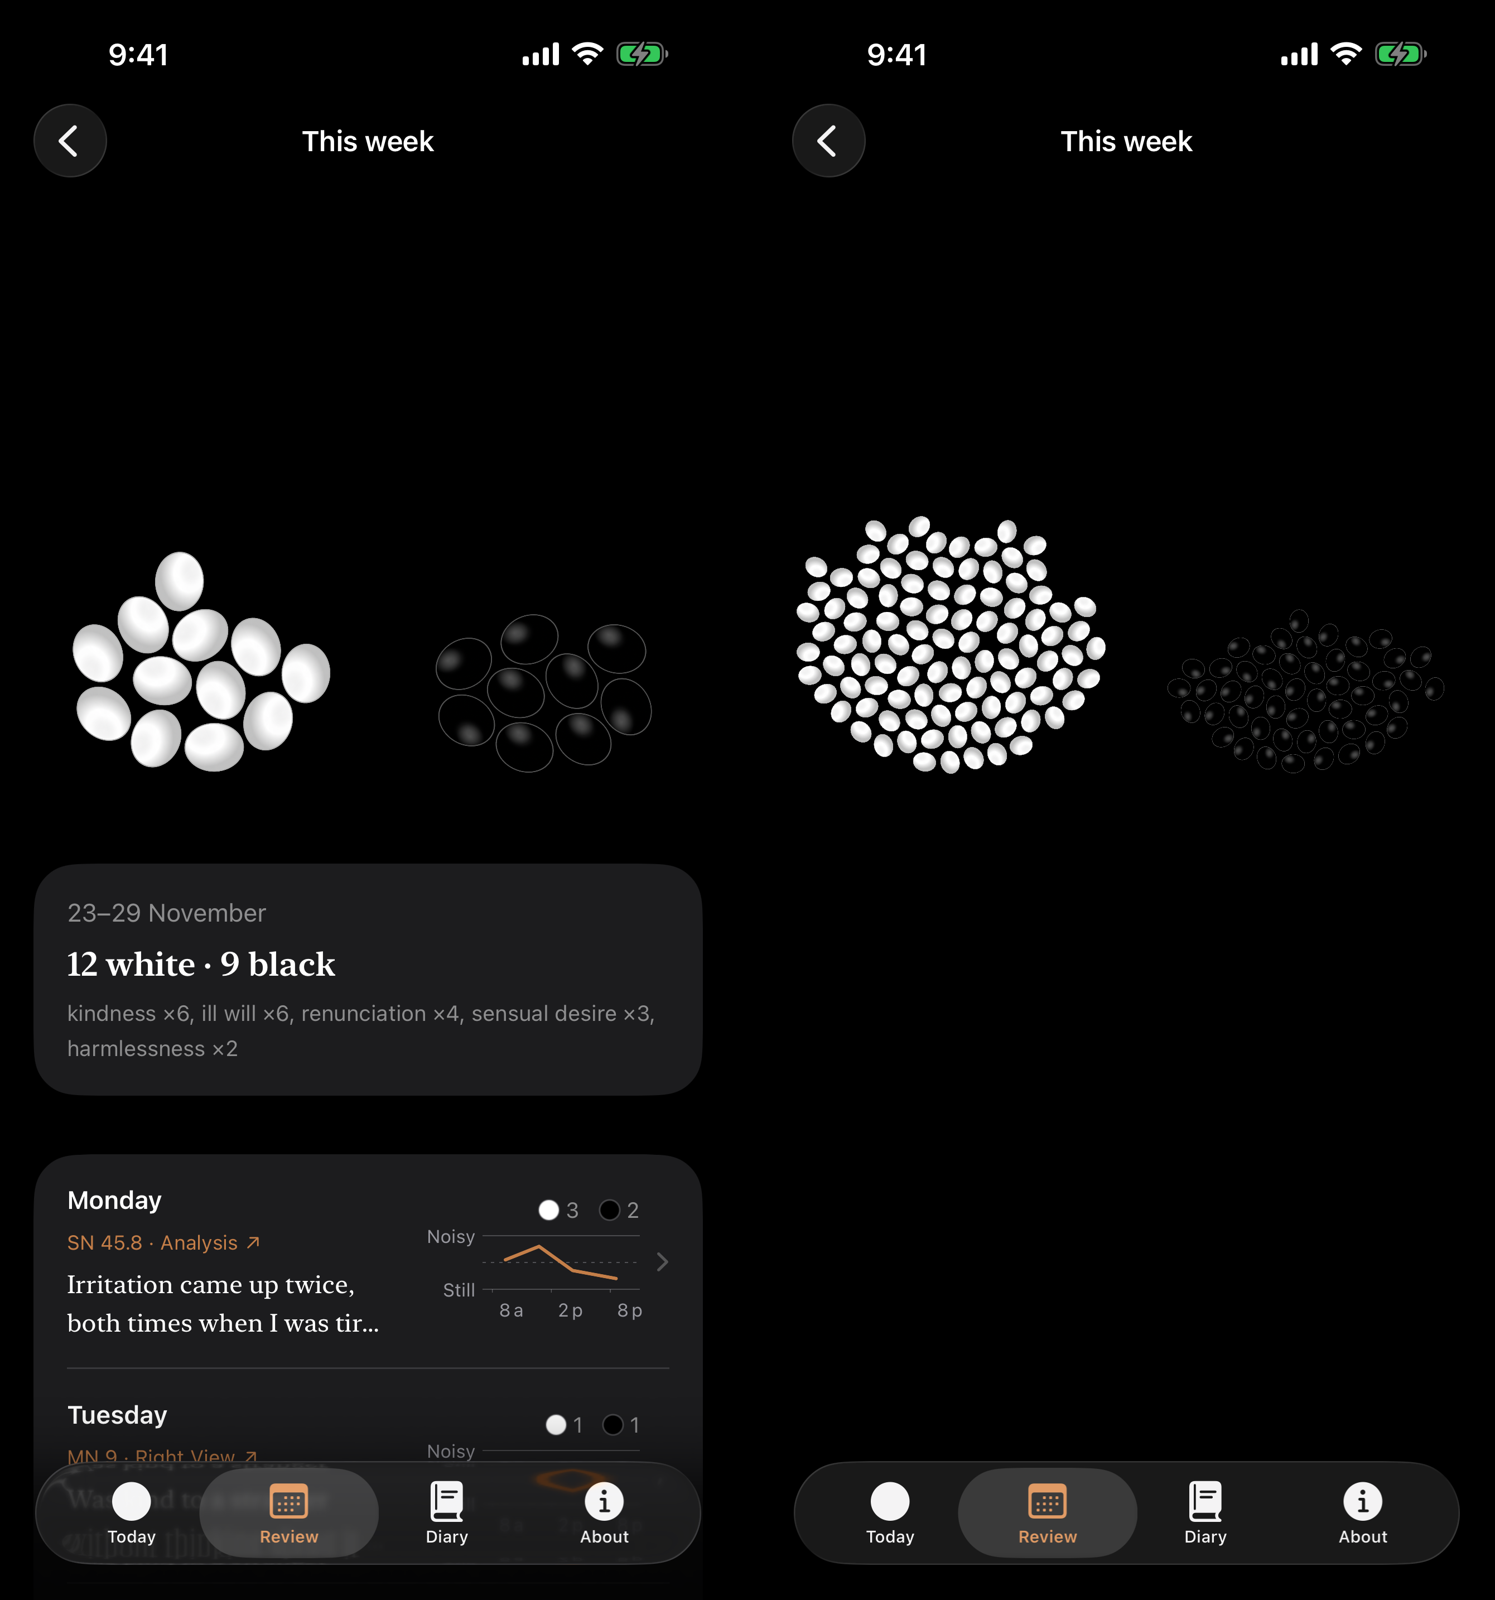 9:41
This week
23–29 November
12 white · 9 black
kindness ×6, ill will ×6, renunciation ×4, sensual desire ×3,
harmlessness ×2
Monday
3 2
SN 45.8 · Analysis ↗
Noisy
Still
8 a 2 p 8 p
Irritation came up twice,
both times when I was tir...
Tuesday
1 1
MN 9 · Right View ↗
Noisy
Today
Review
Diary
About
9:41
This week
Today
Review
Diary
About